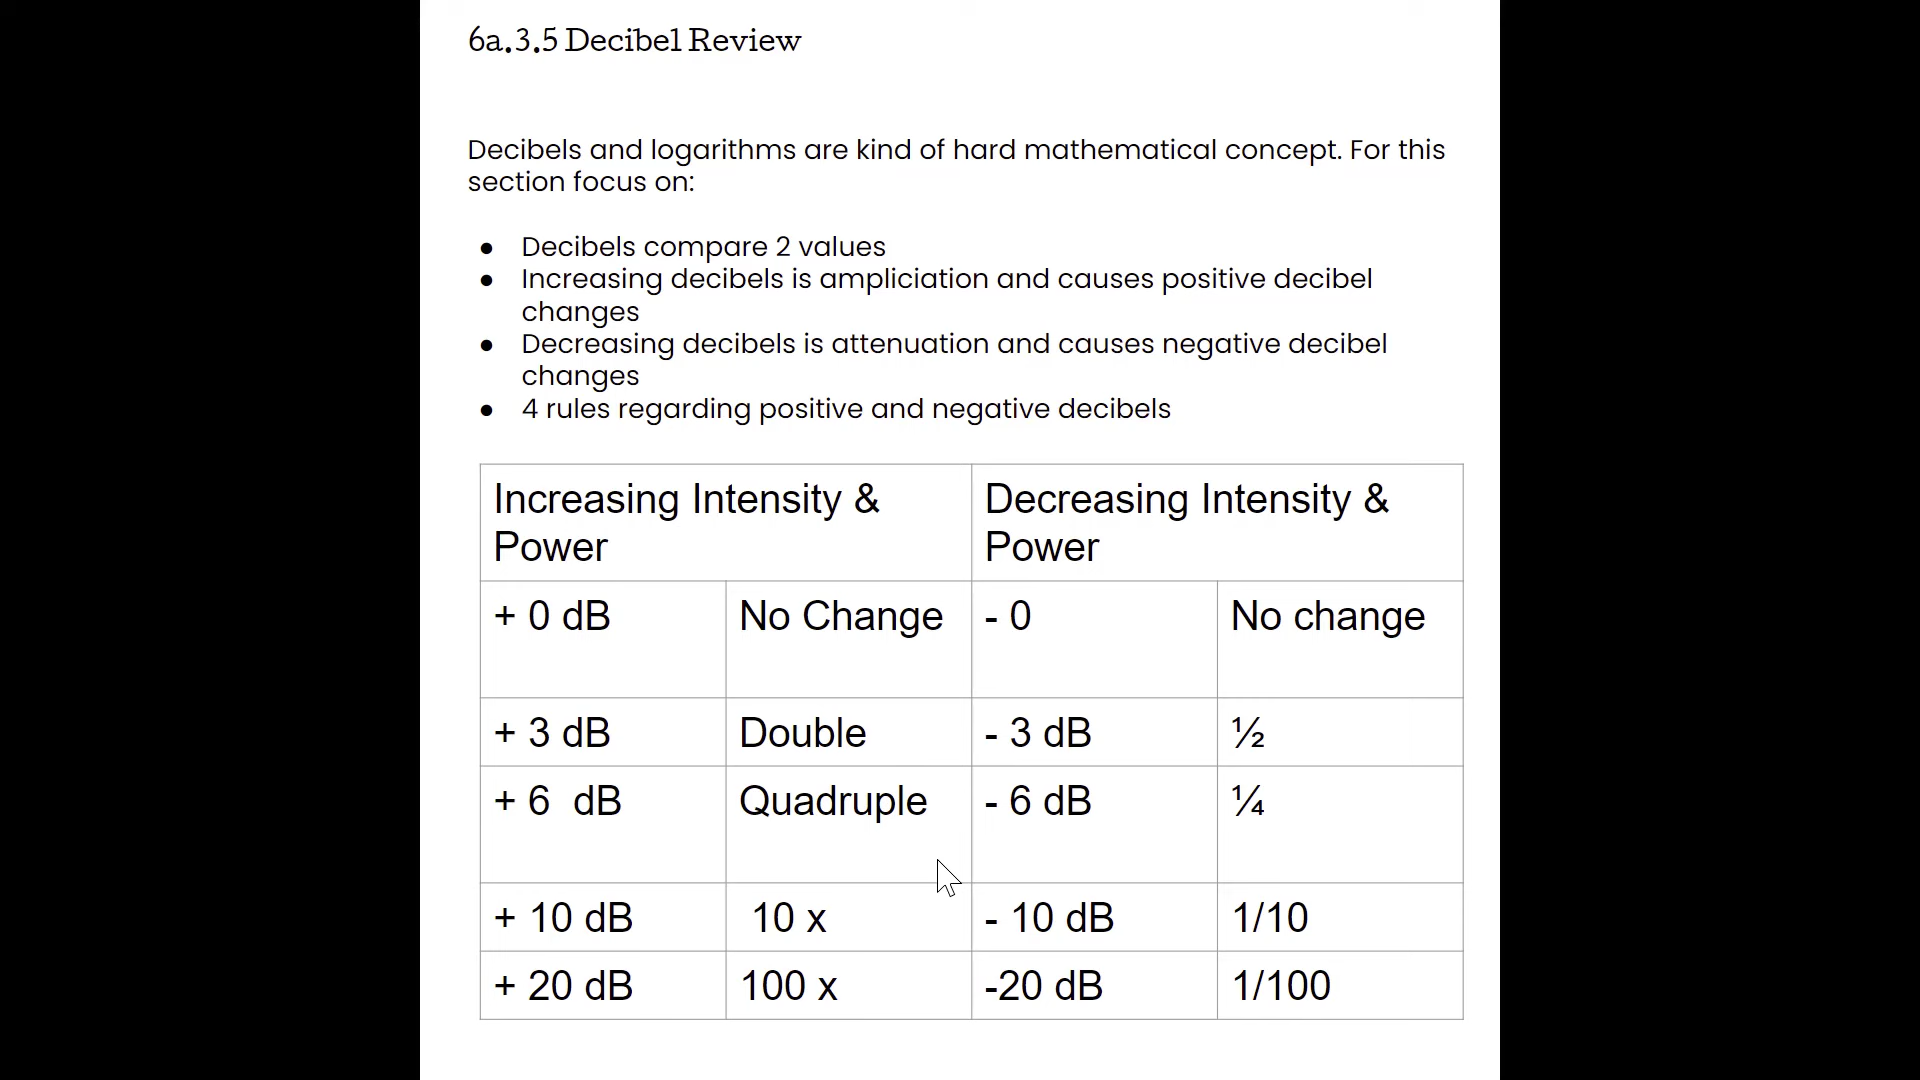 6a.3.5 Decibel Review
Decibels and logarithms are kind of hard mathematical concept. For this
section focus on:
● Decibels compare 2 values
● Increasing decibels is ampliciation and causes positive decibel
changes
● Decreasing decibels is attenuation and causes negative decibel
changes
● 4 rules regarding positive and negative decibels
Increasing Intensity & Power
Decreasing Intensity & Power
+ 0 dB No Change - 0 No change
+ 3 dB Double - 3 dB ½
+ 6 dB Quadruple - 6 dB ¼
+ 10 dB 10 x - 10 dB 1/10
+ 20 dB 100 x -20 dB 1/100